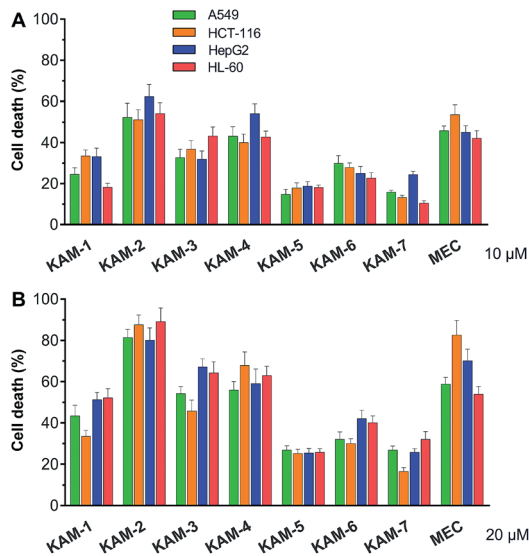 A
A549
HCT-116
HepG2
HL-60
100
80
60
40
20
0
Cell death (%)
KAM-1
KAM-2
KAM-3
KAM-4
KAM-5
KAM-6
KAM-7
MEC
10 µM
B
100
80
60
40
20
0
Cell death (%)
KAM-1
KAM-2
KAM-3
KAM-4
KAM-5
KAM-6
KAM-7
MEC
20 µM